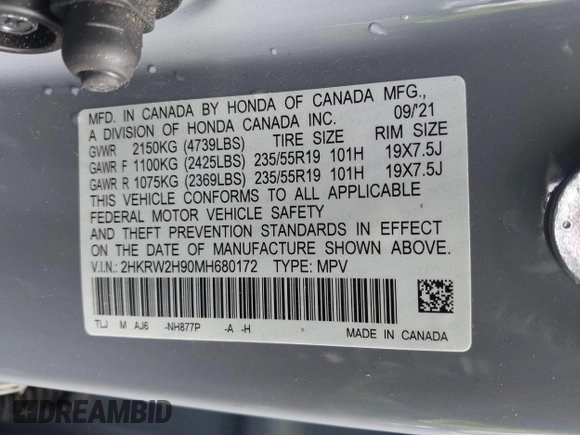 MFD. IN CANADA BY HONDA OF CANADA MFG.,
A DIVISION OF HONDA CANADA INC. 09/'21
GVWR 2150KG (4739LBS) TIRE SIZE RIM SIZE
GAWR F 1100KG (2425LBS) 235/55R19 101H 19X7.5J
GAWR R 1075KG (2369LBS) 235/55R19 101H 19X7.5J
THIS VEHICLE CONFORMS TO ALL APPLICABLE
FEDERAL MOTOR VEHICLE SAFETY
AND THEFT PREVENTION STANDARDS IN EFFECT
ON THE DATE OF MANUFACTURE SHOWN ABOVE.
V.I.N.: 2HKRW2H90MH680172 TYPE: MPV
TLJ M AJ6 -NH877P -A -H
MADE IN CANADA
DREAMBID